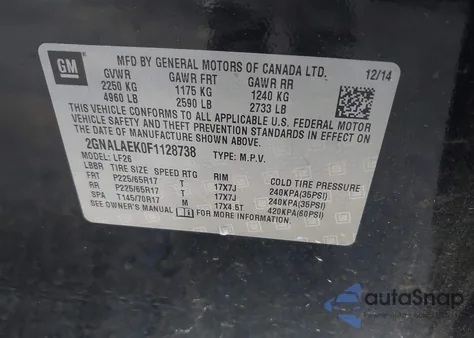 GM
MFD BY GENERAL MOTORS OF CANADA LTD.
12/14
GVWR GAWR FRT GAWR RR
2250 KG 1175 KG 1240 KG
4960 LB 2590 LB 2733 LB
THIS VEHICLE CONFORMS TO ALL APPLICABLE U.S. FEDERAL MOTOR
VEHICLE SAFETY, BUMPER, AND THEFT PREVENTION STANDARDS IN
EFFECT ON THE DATE OF MANUFACTURE SHOWN ABOVE.
2GNALAEK0F1128738 TYPE: M.P.V.
MODEL: LF26
LBBR TIRE SIZE SPEED RTG RIM COLD TIRE PRESSURE
FRT P225/65R17 T 17X7J 240KPA(35PSI)
RR P225/65R17 T 17X7J 240KPA(35PSI)
SPA T145/70R17 M 17X4.5T 420KPA(60PSI)
SEE OWNER'S MANUAL FOR MORE INFORMATION.
autoSnap